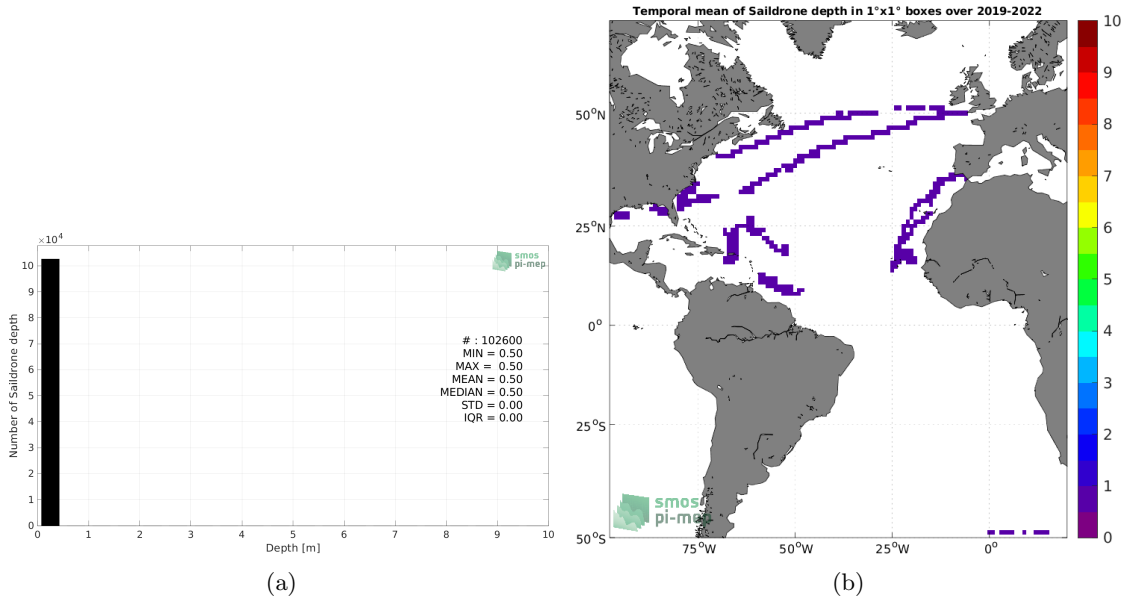 ×10⁴
10
9
8
7
6
5
4
3
2
1
0
Number of Saildrone depth
smos
pi-mep
# : 102600
MIN = 0.50
MAX =  0.50
MEAN = 0.50
MEDIAN = 0.50
STD = 0.00
IQR = 0.00
0 1 2 3 4 5 6 7 8 9 10
Depth [m]
(a)
Temporal mean of Saildrone depth in 1°x1° boxes over 2019-2022
50°N
25°N
0°
25°S
50°S
75°W 50°W 25°W 0°
smos
pi-mep
10
9
8
7
6
5
4
3
2
1
0
(b)